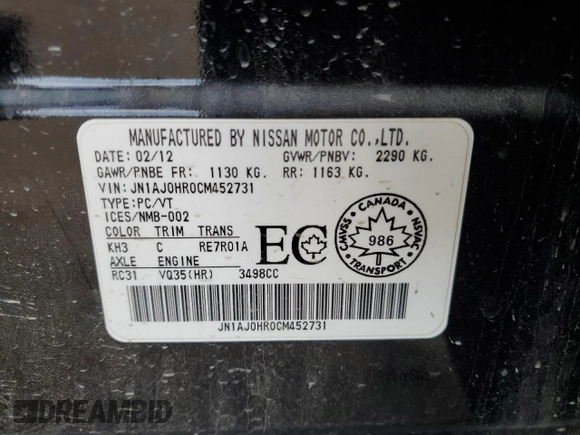 MANUFACTURED BY NISSAN MOTOR CO.,LTD.
DATE: 02/12 GVWR/PNBV: 2290 KG.
GAWR/PNBE FR: 1130 KG. RR: 1163 KG.
VIN: JN1AJ0HR0CM452731
TYPE: PC/VT
ICES/NMB-002
COLOR TRIM TRANS
KH3 C RE7R01A
AXLE ENGINE
RC31 VQ35(HR) 3498CC
EC
CANADA
CMVSS NSVAC
986
TRANSPORT
JN1AJ0HR0CM452731
DREAMBID